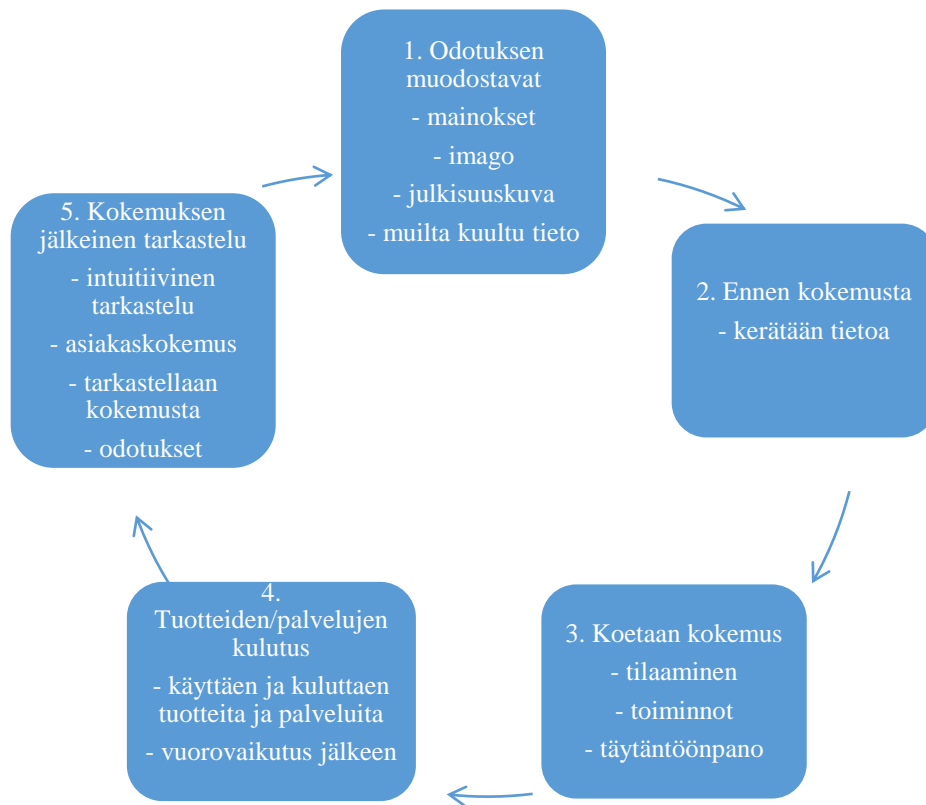 1. Odotuksen
muodostavat
- mainokset
- imago
- julkisuuskuva
- muilta kuultu tieto
2. Ennen kokemusta
- kerätään tietoa
3. Koetaan kokemus
- tilaaminen
- toiminnot
- täytäntöönpano
4.
Tuotteiden/palvelujen
kulutus
- käyttäen ja kuluttaen
tuotteita ja palveluita
- vuorovaikutus jälkeen
5. Kokemuksen
jälkeinen tarkastelu
- intuitiivinen
tarkastelu
- asiakaskokemus
- tarkastellaan
kokemusta
- odotukset